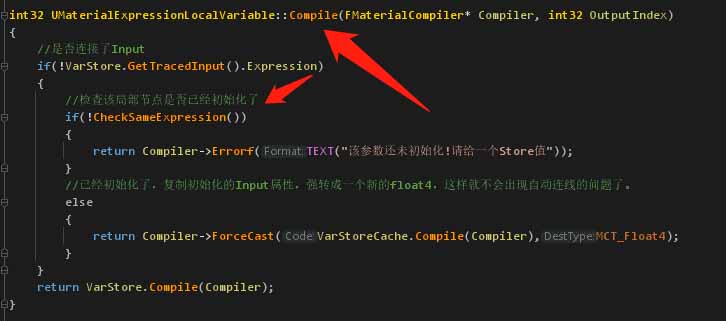 int32 UMaterialExpressionLocalVariable::Compile(FMaterialCompiler* Compiler, int32 OutputIndex)
{
//是否连接了Input
if(!VarStore.GetTracedInput().Expression)
{
//检查该局部节点是否已经初始化了
if(!CheckSameExpression())
{
return Compiler->Errorf(Format:TEXT("该参数还未初始化!请给一个Store值"));
}
//已经初始化了，复制初始化的Input属性，强转成一个新的float4，这样就不会出现自动连线的问题了。
else
{
return Compiler->ForceCast(Code:VarStoreCache.Compile(Compiler),DestType:MCT_Float4);
}
}
return VarStore.Compile(Compiler);
}